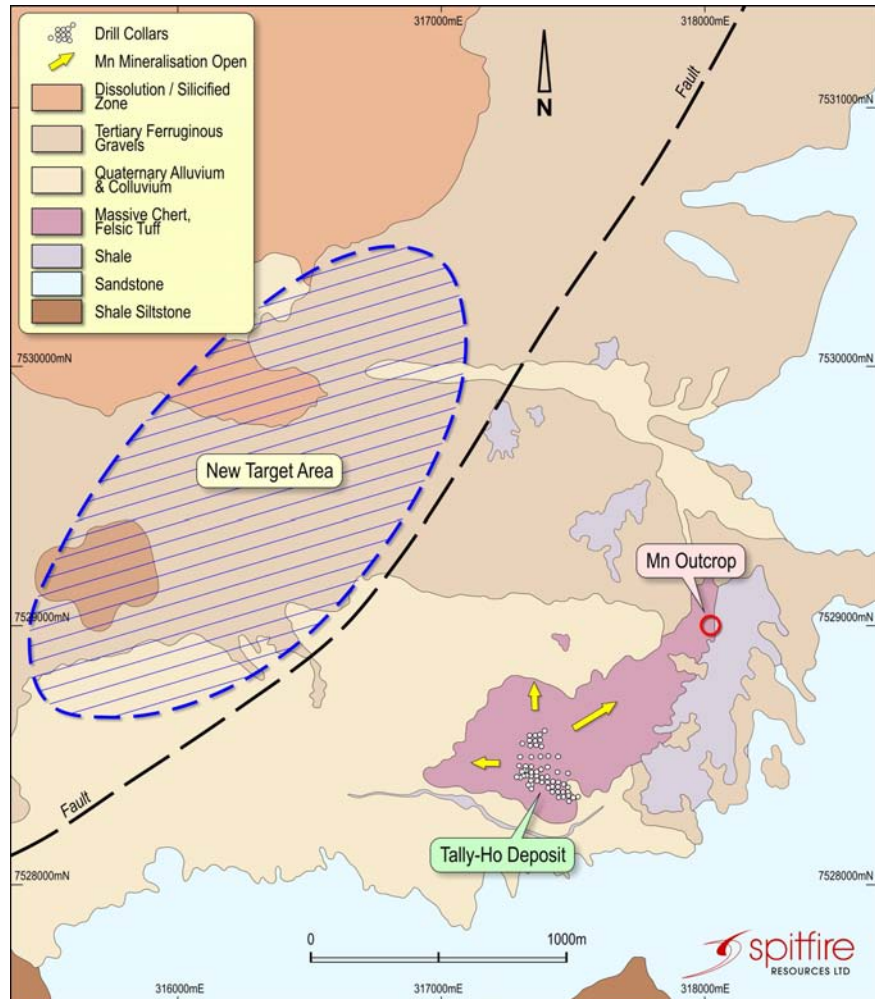 Drill Collars
Mn Mineralisation Open
Dissolution / Silicified
Zone
Tertiary Ferruginous
Gravels
Quaternary Alluvium
& Colluvium
Massive Chert,
Felsic Tuff
Shale
Sandstone
Shale Siltstone
317000mE
318000mE
N
Fault
7531000mN
7531000mN
7530000mN
7530000mN
New Target Area
Mn Outcrop
7529000mN
7529000mN
Fault
Tally-Ho Deposit
7528000mN
0
1000m
spitfire
RESOURCES LTD
316000mE
317000mE
318000mE